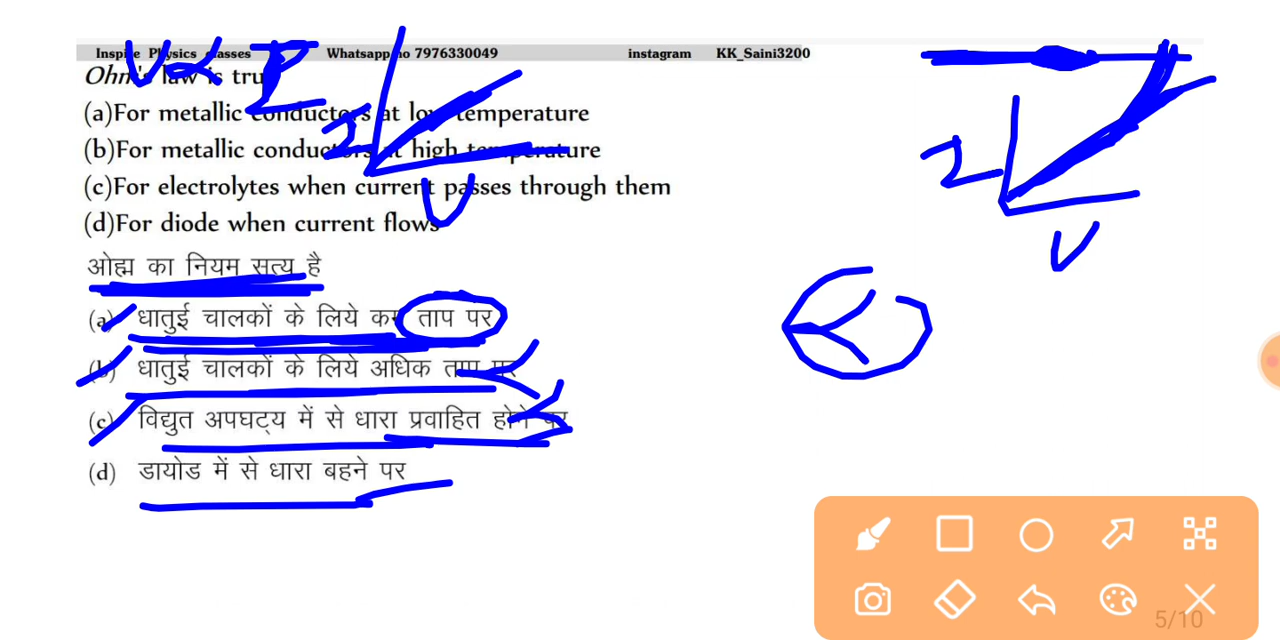 Inspire Physics classes Whatsapp no 7976330049 instagram KK_Saini3200
V ∝ I
Ohm's law is true
(a)For metallic conductors at low temperature
(b)For metallic conductors at high temperature
(c)For electrolytes when current passes through them
(d)For diode when current flows
I
V
I
V
ओह्म का नियम सत्य है
(a) धातुई चालकों के लिये कम ताप पर
(b) धातुई चालकों के लिये अधिक ताप पर
(c) विद्युत अपघट्य में से धारा प्रवाहित होने पर
(d) डायोड में से धारा बहने पर
5/10